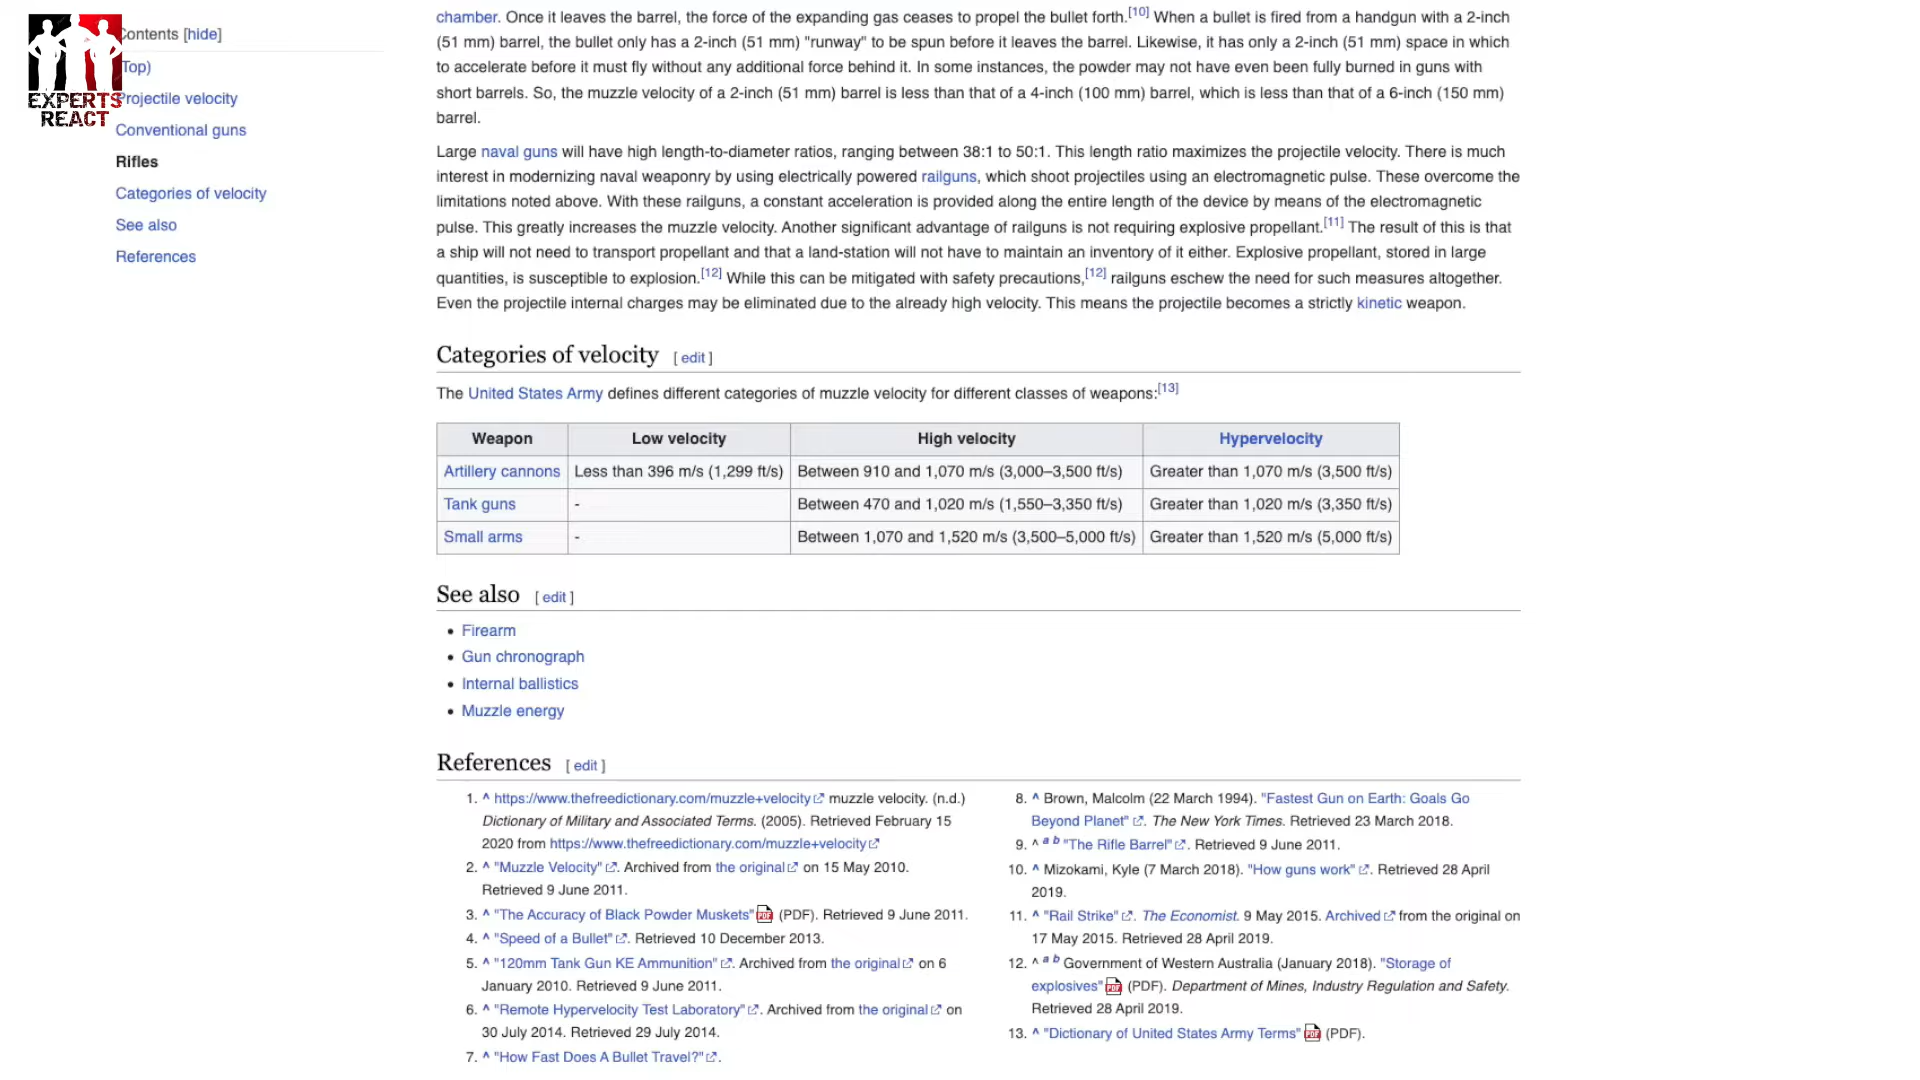 chamber. Once it leaves the barrel, the force of the expanding gas ceases to propel the bullet forth.[10] When a bullet is fired from a handgun with a 2-inch
(51 mm) barrel, the bullet only has a 2-inch (51 mm) "runway" to be spun before it leaves the barrel. Likewise, it has only a 2-inch (51 mm) space in which
to accelerate before it must fly without any additional force behind it. In some instances, the powder may not have even been fully burned in guns with
short barrels. So, the muzzle velocity of a 2-inch (51 mm) barrel is less than that of a 4-inch (100 mm) barrel, which is less than that of a 6-inch (150 mm)
barrel.
Contents [hide]
(Top)
Projectile velocity
Conventional guns
Rifles
Categories of velocity
See also
References
EXPERTS
REACT
Large naval guns will have high length-to-diameter ratios, ranging between 38:1 to 50:1. This length ratio maximizes the projectile velocity. There is much
interest in modernizing naval weaponry by using electrically powered railguns, which shoot projectiles using an electromagnetic pulse. These overcome the
limitations noted above. With these railguns, a constant acceleration is provided along the entire length of the device by means of the electromagnetic
pulse. This greatly increases the muzzle velocity. Another significant advantage of railguns is not requiring explosive propellant.[11] The result of this is that
a ship will not need to transport propellant and that a land-station will not have to maintain an inventory of it either. Explosive propellant, stored in large
quantities, is susceptible to explosion.[12] While this can be mitigated with safety precautions,[12] railguns eschew the need for such measures altogether.
Even the projectile internal charges may be eliminated due to the already high velocity. This means the projectile becomes a strictly kinetic weapon.
Categories of velocity [ edit ]
The United States Army defines different categories of muzzle velocity for different classes of weapons:[13]
Weapon Low velocity High velocity Hypervelocity
Artillery cannons Less than 396 m/s (1,299 ft/s) Between 910 and 1,070 m/s (3,000–3,500 ft/s) Greater than 1,070 m/s (3,500 ft/s)
Tank guns - Between 470 and 1,020 m/s (1,550–3,350 ft/s) Greater than 1,020 m/s (3,350 ft/s)
Small arms - Between 1,070 and 1,520 m/s (3,500–5,000 ft/s) Greater than 1,520 m/s (5,000 ft/s)
See also [ edit ]
• Firearm
• Gun chronograph
• Internal ballistics
• Muzzle energy
References [ edit ]
1. ^ https://www.thefreedictionary.com/muzzle+velocity muzzle velocity. (n.d.)
Dictionary of Military and Associated Terms. (2005). Retrieved February 15
2020 from https://www.thefreedictionary.com/muzzle+velocity
2. ^ "Muzzle Velocity". Archived from the original on 15 May 2010.
Retrieved 9 June 2011.
3. ^ "The Accuracy of Black Powder Muskets" (PDF). Retrieved 9 June 2011.
4. ^ "Speed of a Bullet". Retrieved 10 December 2013.
5. ^ "120mm Tank Gun KE Ammunition". Archived from the original on 6
January 2010. Retrieved 9 June 2011.
6. ^ "Remote Hypervelocity Test Laboratory". Archived from the original on
30 July 2014. Retrieved 29 July 2014.
7. ^ "How Fast Does A Bullet Travel?".
8. ^ Brown, Malcolm (22 March 1994). "Fastest Gun on Earth: Goals Go
Beyond Planet". The New York Times. Retrieved 23 March 2018.
9. ^ a b "The Rifle Barrel". Retrieved 9 June 2011.
10. ^ Mizokami, Kyle (7 March 2018). "How guns work". Retrieved 28 April
2019.
11. ^ "Rail Strike". The Economist. 9 May 2015. Archived from the original on
17 May 2015. Retrieved 28 April 2019.
12. ^ a b Government of Western Australia (January 2018). "Storage of
explosives" (PDF). Department of Mines, Industry Regulation and Safety.
Retrieved 28 April 2019.
13. ^ "Dictionary of United States Army Terms" (PDF).